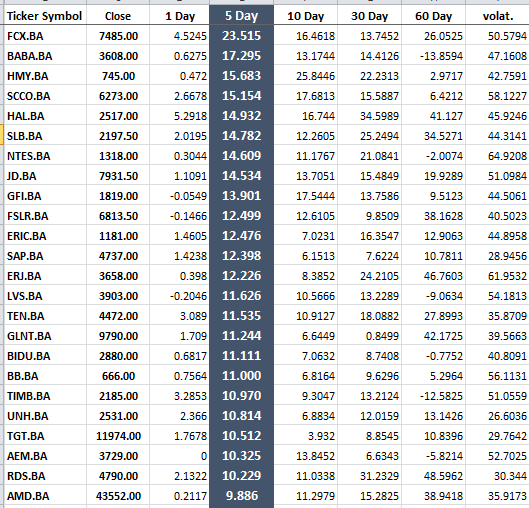 Ticker Symbol Close 1 Day 5 Day 10 Day 30 Day 60 Day volat.
FCX.BA 7485.00 4.5245 23.515 16.4618 13.7452 26.0525 50.5794
BABA.BA 3608.00 0.6275 17.295 13.1744 14.4126 -13.8594 47.1608
HMY.BA 745.00 0.472 15.683 25.8446 22.2313 2.9717 42.7591
SCCO.BA 6273.00 2.6678 15.154 17.6813 15.5887 6.4212 58.1227
HAL.BA 2517.00 5.2918 14.932 16.744 34.5989 41.127 45.9246
SLB.BA 2197.50 2.0195 14.782 12.2605 25.2494 34.5271 44.3141
NTES.BA 1318.00 0.3044 14.609 11.1767 21.0841 -2.0074 64.9208
JD.BA 7931.50 1.1091 14.534 13.7051 15.4849 19.9289 51.0984
GFI.BA 1819.00 -0.0549 13.901 17.5444 13.7586 9.5123 44.5061
FSLR.BA 6813.50 -0.1466 12.499 12.6105 9.8509 38.1628 40.5023
ERIC.BA 1181.00 1.4605 12.476 7.0231 16.3547 12.9063 44.8958
SAP.BA 4737.00 1.4238 12.398 6.1513 7.6224 10.7811 28.9456
ERJ.BA 3658.00 0.398 12.226 8.3852 24.2105 46.7603 61.9532
LVS.BA 3903.00 -0.2046 11.626 10.5666 13.2289 -9.0634 54.1813
TEN.BA 4472.00 3.089 11.535 10.9127 18.0882 27.8993 35.8709
GLNT.BA 9790.00 1.709 11.244 6.6449 0.8499 42.1725 39.5663
BIDU.BA 2880.00 0.6817 11.111 7.0632 8.7408 -0.7752 40.8091
BB.BA 666.00 0.7564 11.000 6.8164 9.6296 5.2964 56.1131
TIMB.BA 2185.00 3.2853 10.970 9.3047 13.2124 -12.5825 51.0559
UNH.BA 2531.00 2.366 10.814 6.8834 12.0159 13.1426 26.6036
TGT.BA 11974.00 1.7678 10.512 3.932 8.8545 10.8396 29.7642
AEM.BA 3729.00 0 10.325 13.8452 6.6343 -5.8214 52.7025
RDS.BA 4790.00 2.1322 10.229 11.0338 31.2329 48.5962 30.344
AMD.BA 43552.00 0.2117 9.886 11.2979 15.2825 38.9418 35.9173